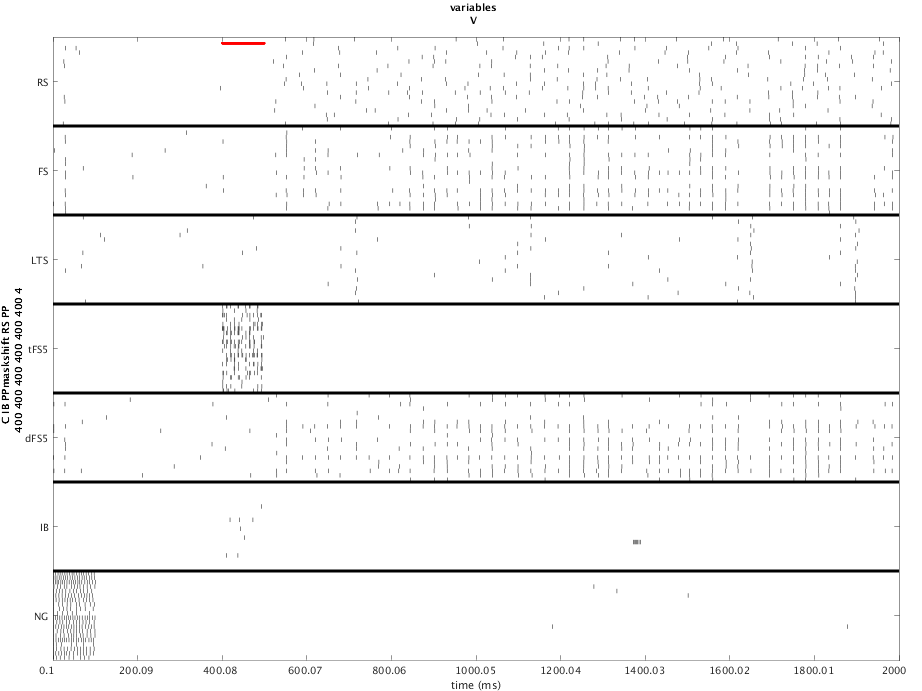 variables
V
RS
FS
LTS
tFS5
dFS5
IB
NG
C IB PPmaskshift RS PP
400 400 400 400 400 400 4
0.1 200.09 400.08 600.07 800.06 1000.05 1200.04 1400.03 1600.02 1800.01 2000
time (ms)